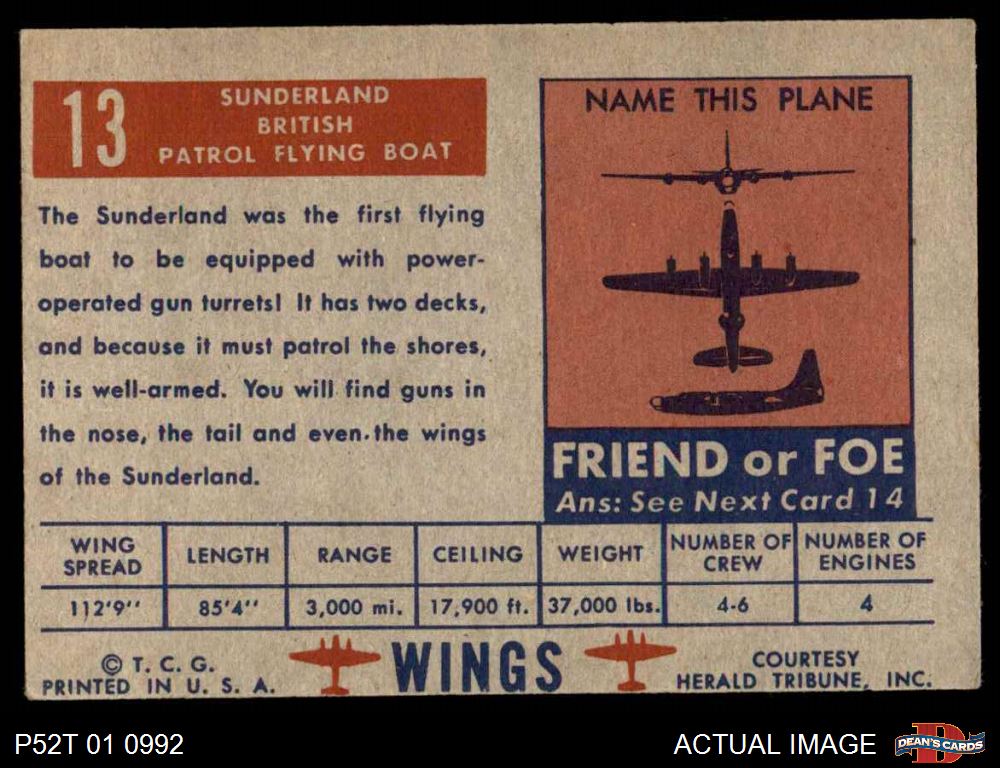 13
SUNDERLAND
BRITISH
PATROL FLYING BOAT
The Sunderland was the first flying
boat to be equipped with power-
operated gun turrets! It has two decks,
and because it must patrol the shores,
it is well-armed. You will find guns in
the nose, the tail and even the wings
of the Sunderland.
NAME THIS PLANE
FRIEND or FOE
Ans: See Next Card 14
WING SPREAD LENGTH RANGE CEILING WEIGHT NUMBER OF CREW NUMBER OF ENGINES
112'9'' 85'4'' 3,000 mi. 17,900 ft. 37,000 lbs. 4-6 4
© T. C. G.
PRINTED IN U. S. A.
WINGS
COURTESY
HERALD TRIBUNE, INC.
P52T 01 0992
ACTUAL IMAGE
D
DEAN'S CARDS